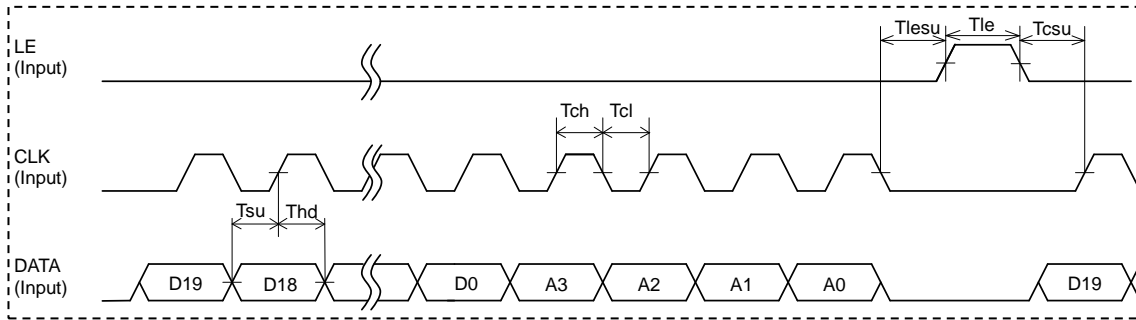 LE
(Input)
Tlesu Tle Tcsu
CLK
(Input)
Tch Tcl
DATA
(Input)
Tsu Thd
D19 D18 D0 A3 A2 A1 A0 D19